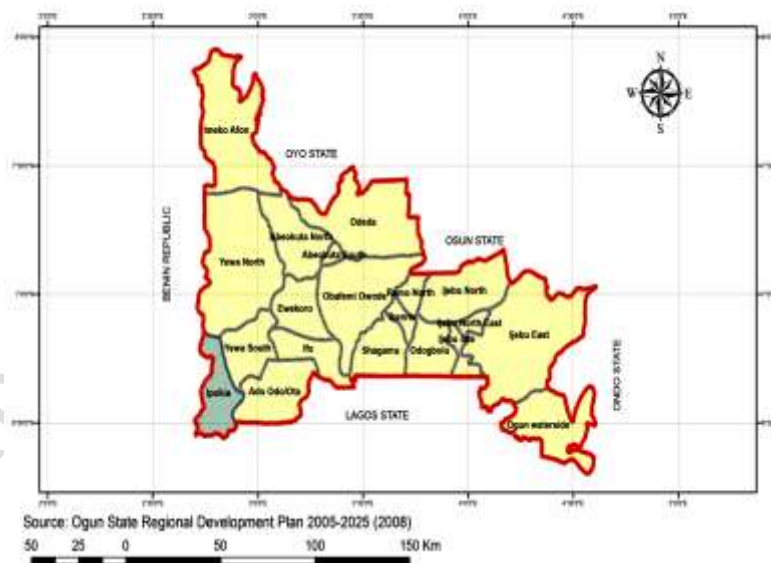 N
W E
S
Imeko Afon
OYO STATE
Odeda
BENIN REPUBLIC
Abeokuta North
OSUN STATE
Abeokuta South
Yewa North
Obafemi Owode
Remo North
Ijebu North
Ewekoro
Ikenne
Ijebu North East
Ijebu Ode
Ijebu East
Yewa South
Ifo
Shagamu
Odogbolu
ONDO STATE
Ipokia
Ado Odo/Ota
LAGOS STATE
Ogun waterside
Source: Ogun State Regional Development Plan 2005-2025 (2008)
50 25 0 50 100 150 Km